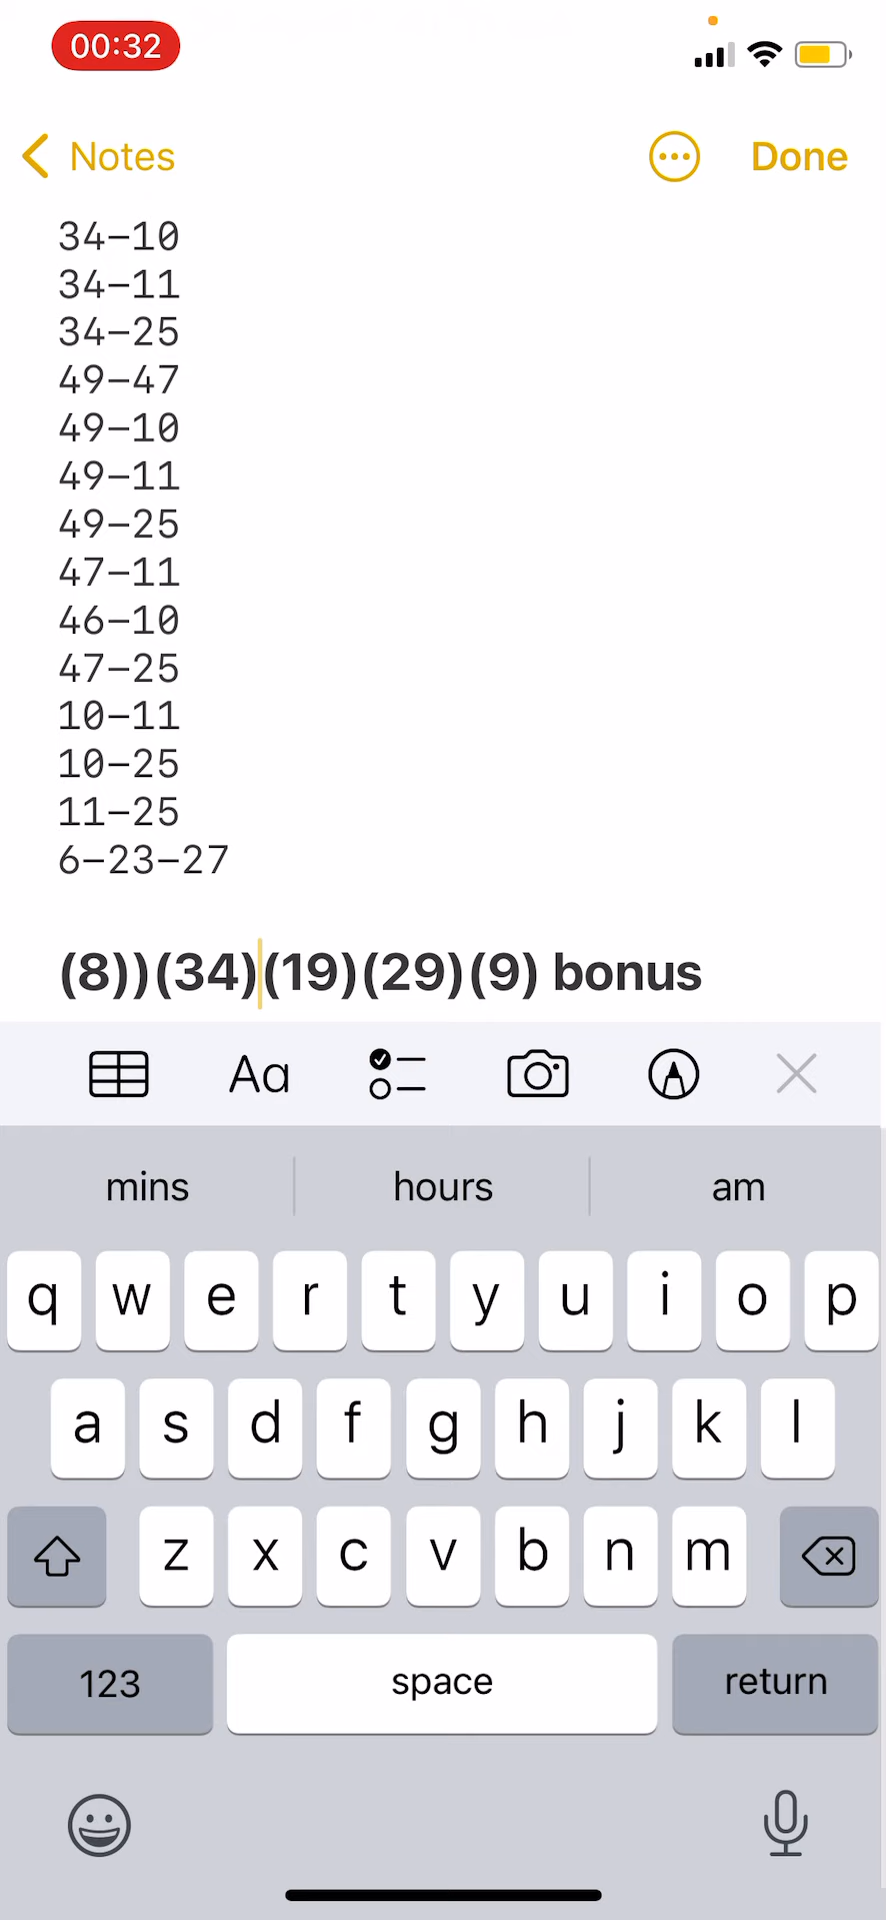 00:32
Notes
Done
34-10
34-11
34-25
49-47
49-10
49-11
49-25
47-11
46-10
47-25
10-11
10-25
11-25
6-23-27
(8))(34)(19)(29)(9) bonus
Aa
mins hours am
q w e r t y u i o p
a s d f g h j k l
z x c v b n m
123 space return